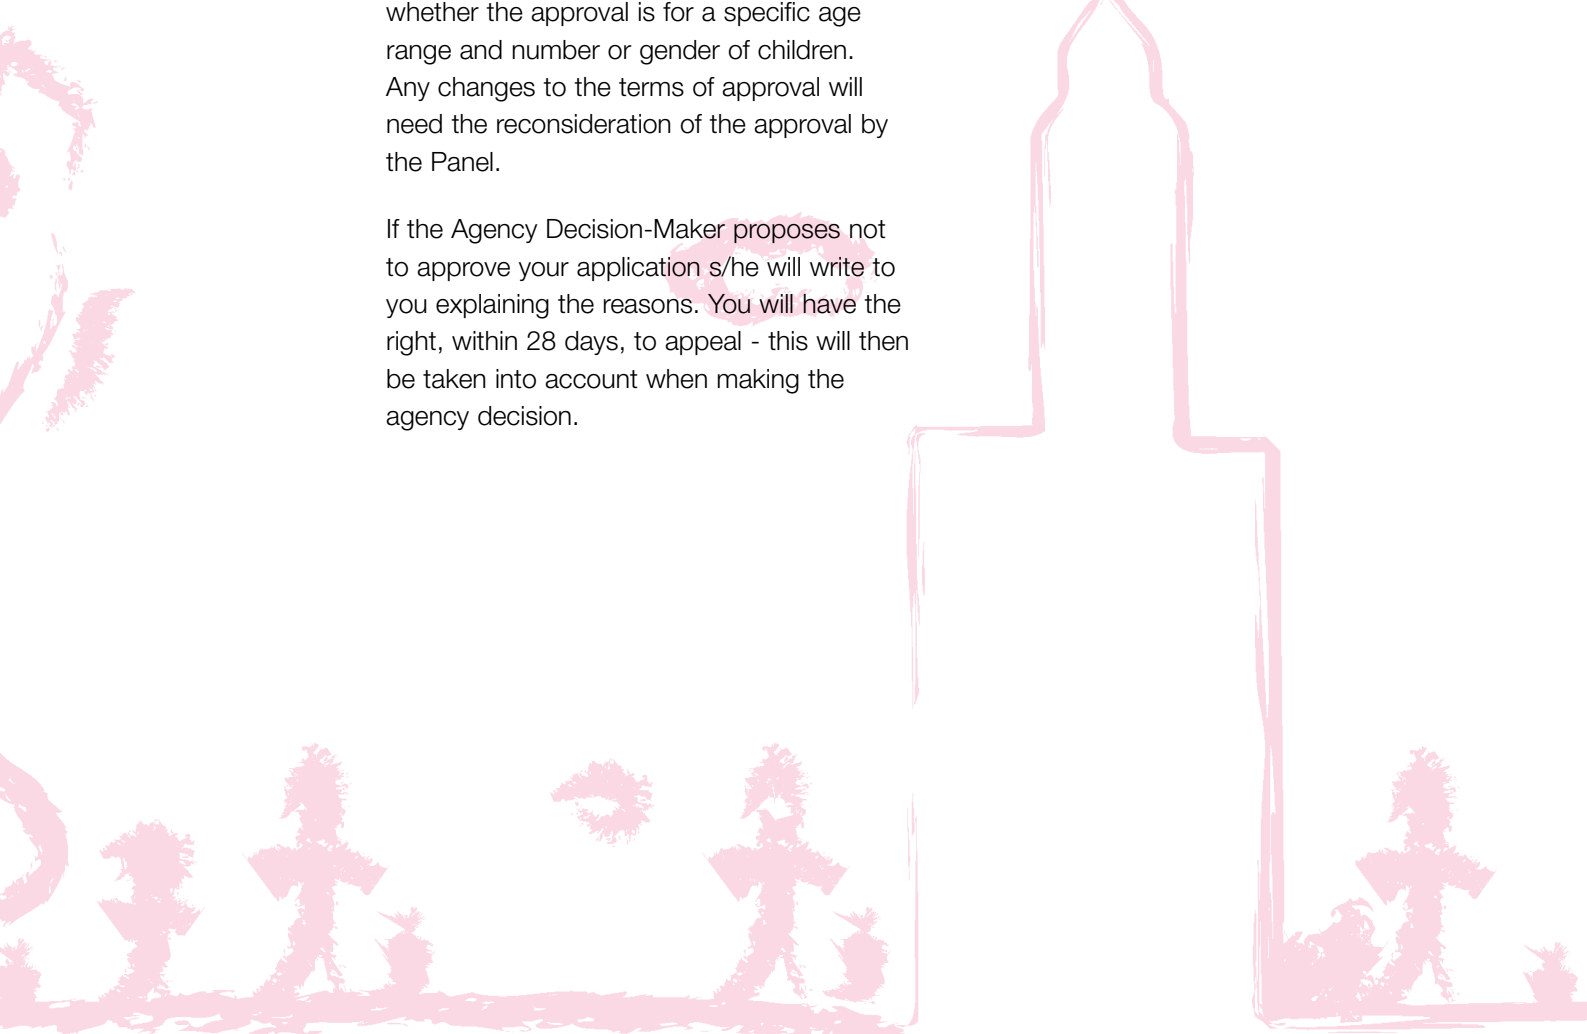 whether the approval is for a specific age
range and number or gender of children.
Any changes to the terms of approval will
need the reconsideration of the approval by
the Panel.
If the Agency Decision-Maker proposes not
to approve your application s/he will write to
you explaining the reasons. You will have the
right, within 28 days, to appeal - this will then
be taken into account when making the
agency decision.